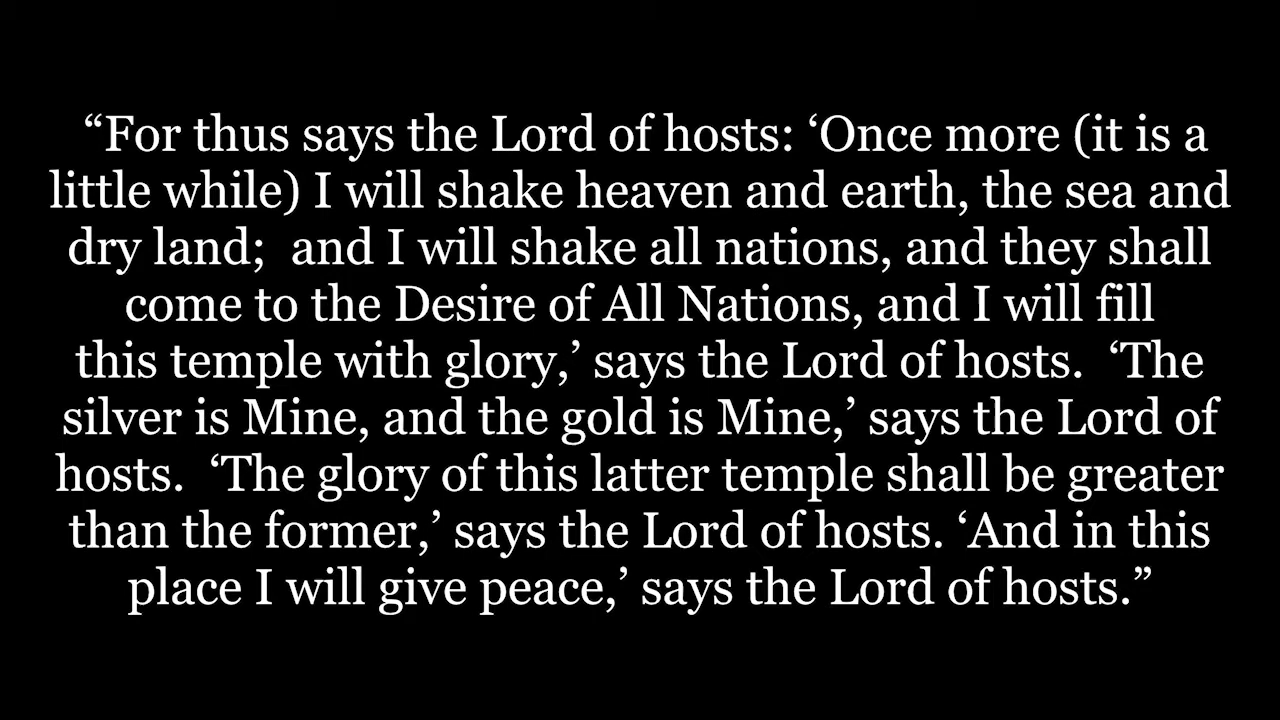 “For thus says the Lord of hosts: ‘Once more (it is a
little while) I will shake heaven and earth, the sea and
dry land;  and I will shake all nations, and they shall
come to the Desire of All Nations, and I will fill
this temple with glory,’ says the Lord of hosts.  ‘The
silver is Mine, and the gold is Mine,’ says the Lord of
hosts.  ‘The glory of this latter temple shall be greater
than the former,’ says the Lord of hosts. ‘And in this
place I will give peace,’ says the Lord of hosts.”